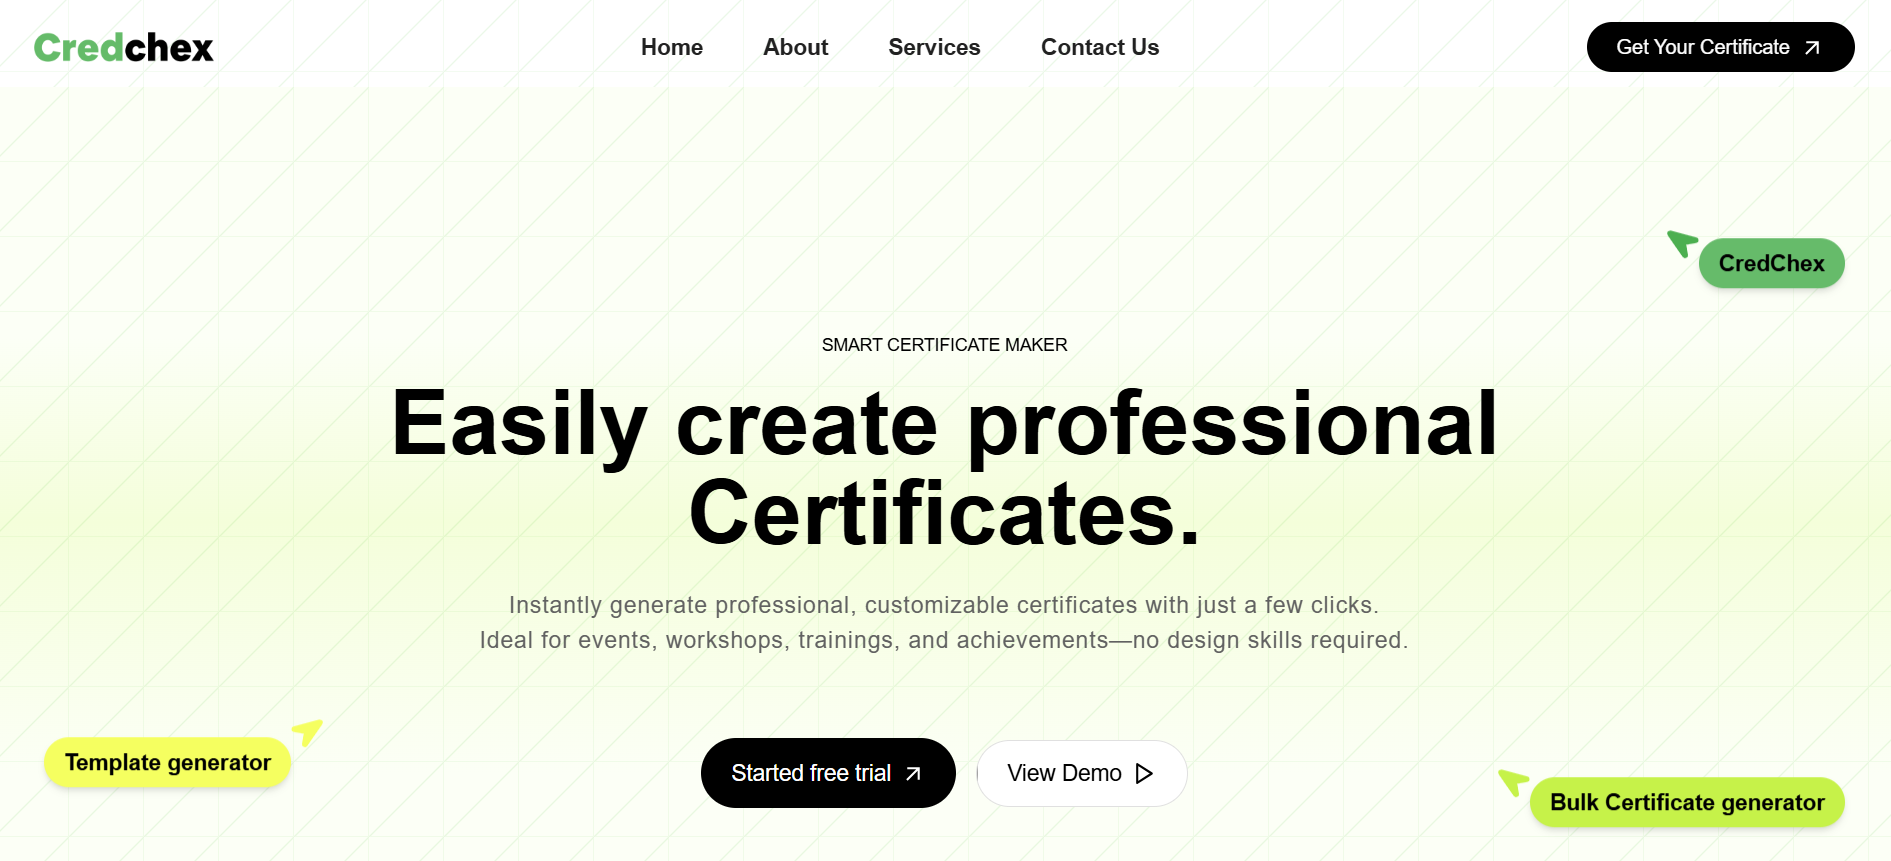 Credchex
Home About Services Contact Us
Get Your Certificate
CredChex
SMART CERTIFICATE MAKER
Easily create professional
Certificates.
Instantly generate professional, customizable certificates with just a few clicks.
Ideal for events, workshops, trainings, and achievements—no design skills required.
Template generator
Started free trial
View Demo
Bulk Certificate generator